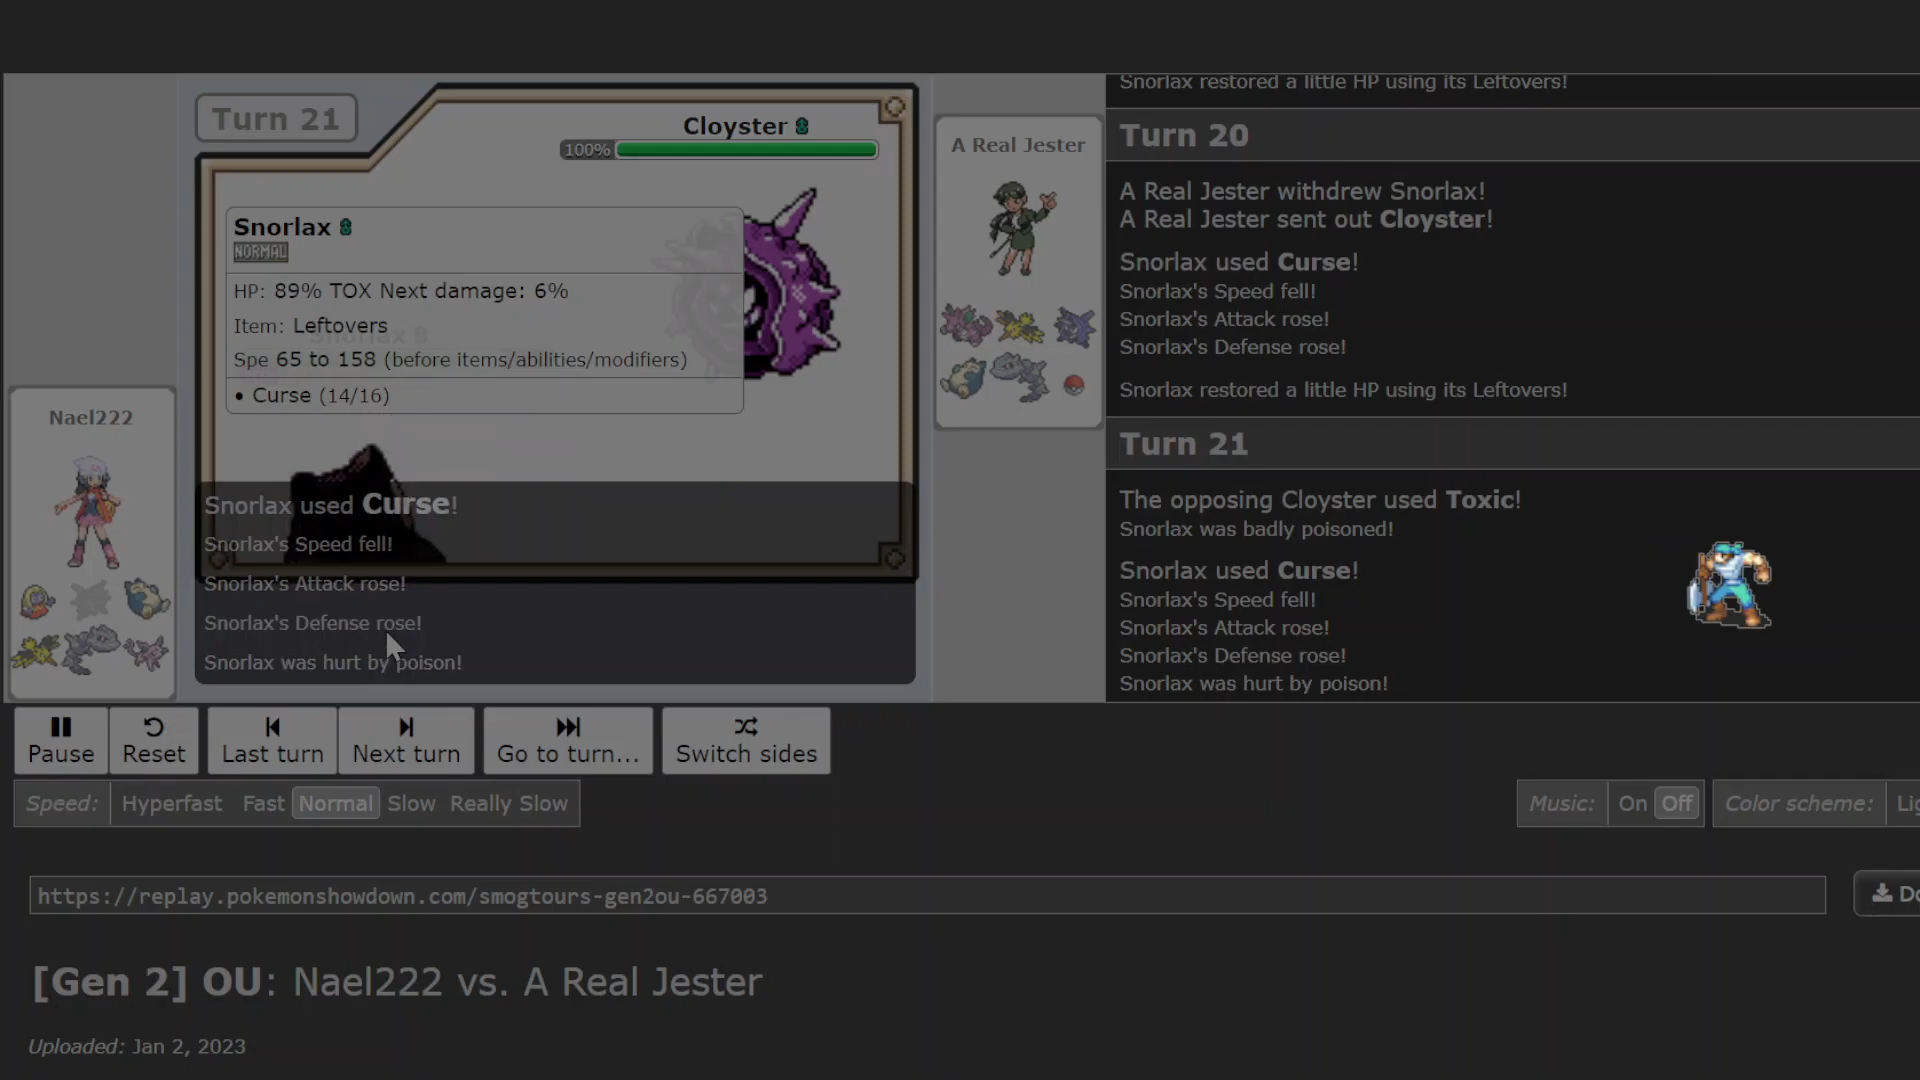 Turn 21
Cloyster
100%
Snorlax
NORMAL
HP: 89% TOX Next damage: 6%
Item: Leftovers
Snorlax
Spe 65 to 158 (before items/abilities/modifiers)
• Curse (14/16)
Snorlax used Curse!
Snorlax's Speed fell!
Snorlax's Attack rose!
Snorlax's Defense rose!
Snorlax was hurt by poison!
Nael222
A Real Jester
Snorlax restored a little HP using its Leftovers!
Turn 20
A Real Jester withdrew Snorlax!
A Real Jester sent out Cloyster!
Snorlax used Curse!
Snorlax's Speed fell!
Snorlax's Attack rose!
Snorlax's Defense rose!
Snorlax restored a little HP using its Leftovers!
Turn 21
The opposing Cloyster used Toxic!
Snorlax was badly poisoned!
Snorlax used Curse!
Snorlax's Speed fell!
Snorlax's Attack rose!
Snorlax's Defense rose!
Snorlax was hurt by poison!
Pause Reset Last turn Next turn Go to turn... Switch sides
Speed: Hyperfast Fast Normal Slow Really Slow
Music: On Off Color scheme: Lig
https://replay.pokemonshowdown.com/smogtours-gen2ou-667003
Do
[Gen 2] OU: Nael222 vs. A Real Jester
Uploaded: Jan 2, 2023